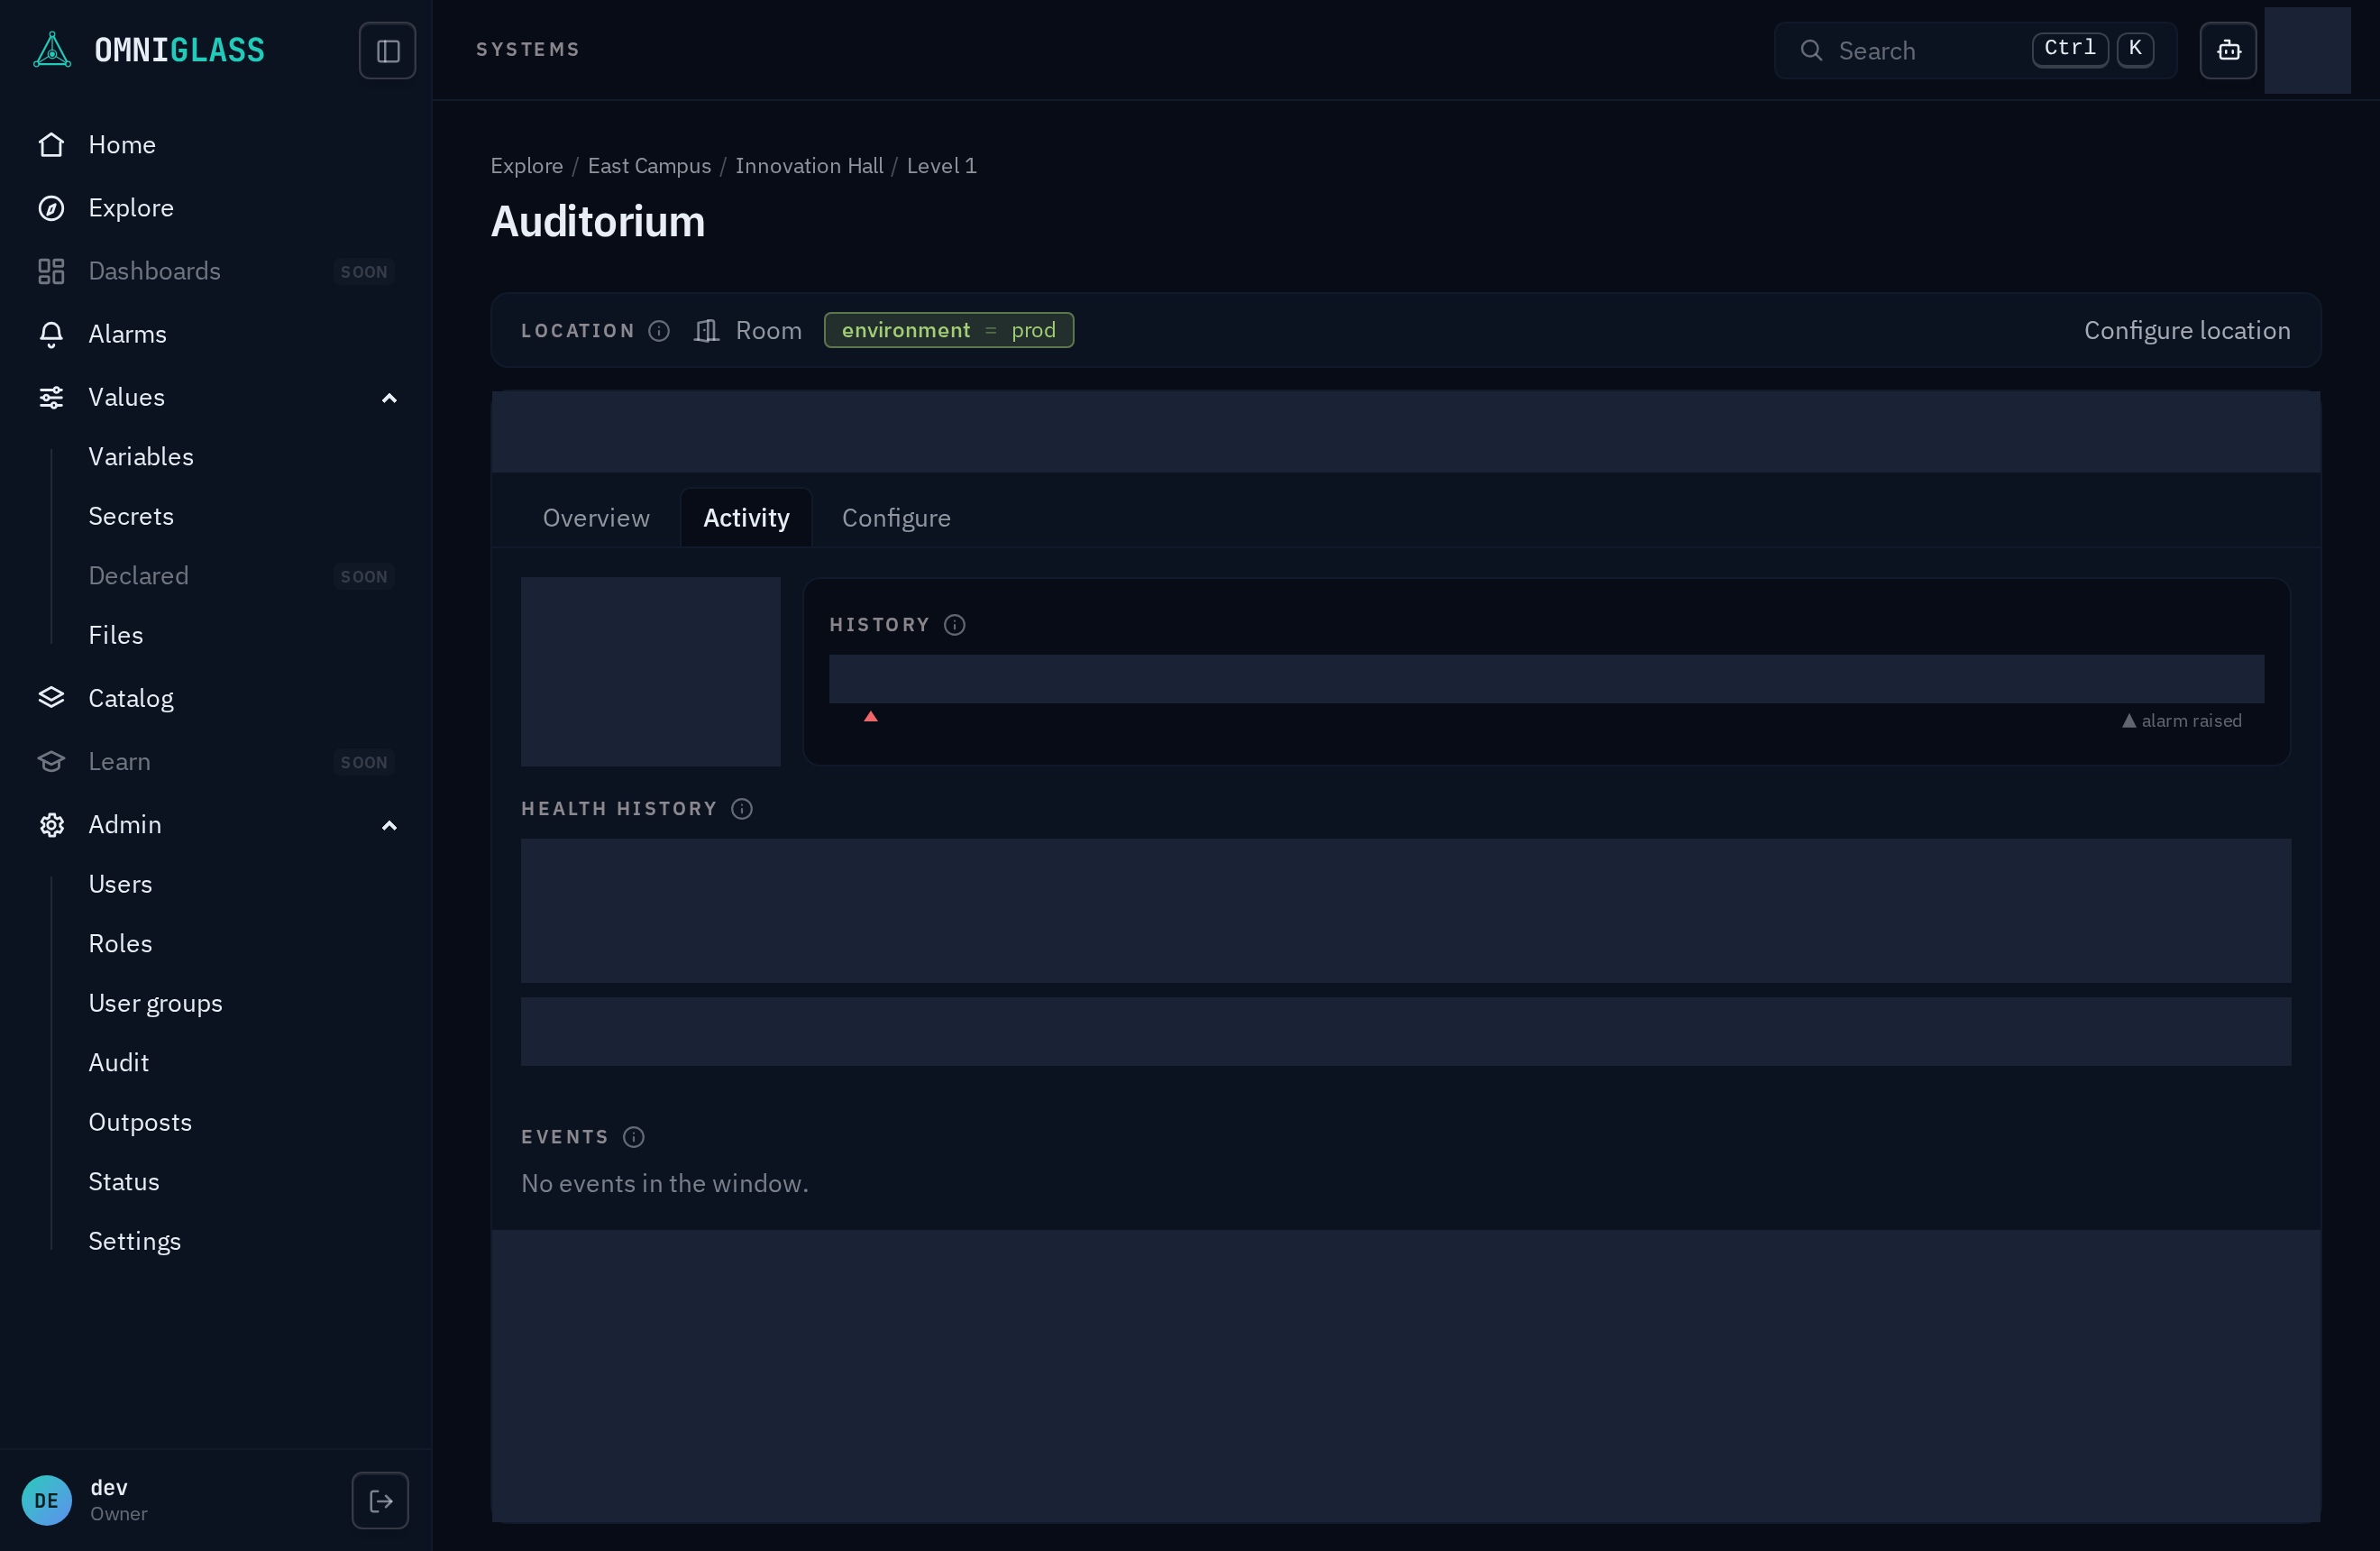 OMNIGLASS
Home
Explore
Dashboards SOON
Alarms
Values
Variables
Secrets
Declared SOON
Files
Catalog
Learn SOON
Admin
Users
Roles
User groups
Audit
Outposts
Status
Settings
DE dev
Owner
SYSTEMS
Search Ctrl K
Explore / East Campus / Innovation Hall / Level 1
Auditorium
LOCATION Room environment = prod Configure location
Overview Activity Configure
HISTORY
alarm raised
HEALTH HISTORY
EVENTS
No events in the window.